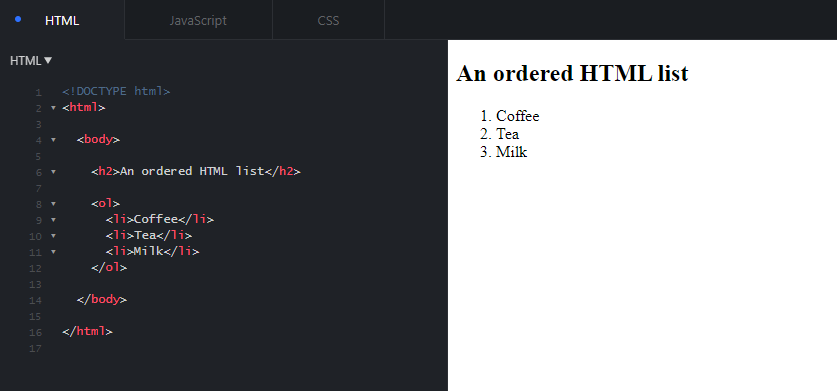 HTML JavaScript CSS
HTML ▼
1 <!DOCTYPE html>
2 ▼ <html>
3
4 ▼ <body>
5
6 ▼ <h2>An ordered HTML list</h2>
7
8 ▼ <ol>
9 ▼ <li>Coffee</li>
10 ▼ <li>Tea</li>
11 ▼ <li>Milk</li>
12 </ol>
13
14 </body>
15
16 </html>
17
An ordered HTML list
1. Coffee
2. Tea
3. Milk